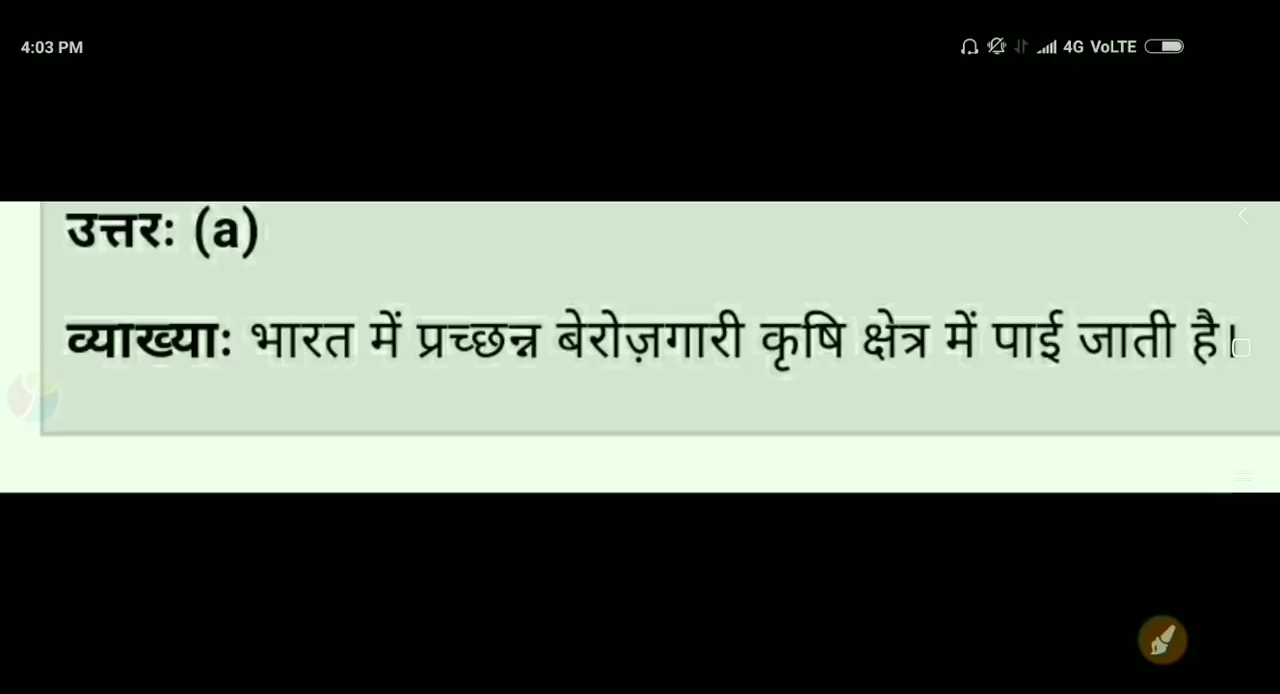 4:03 PM 4G VoLTE
उत्तरः (a)
व्याख्याः भारत में प्रच्छन्न बेरोज़गारी कृषि क्षेत्र में पाई जाती है।